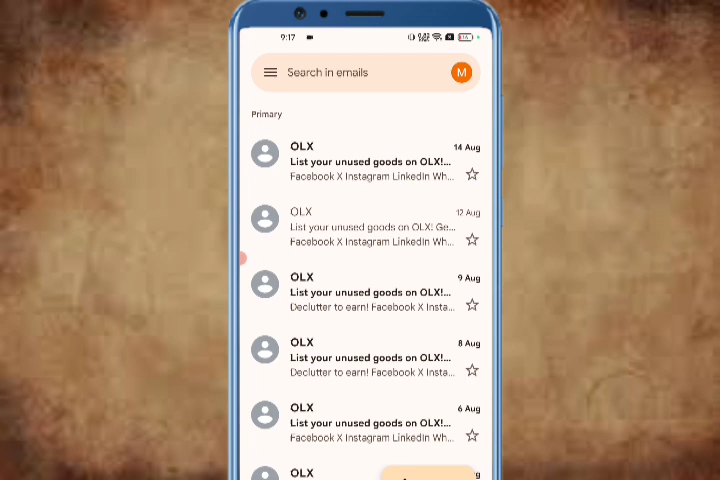 9:17
Search in emails
M
Primary
OLX
14 Aug
List your unused goods on OLX!...
Facebook X Instagram LinkedIn Wh...
OLX
12 Aug
List your unused goods on OLX! Ge...
Facebook X Instagram LinkedIn Wh...
OLX
9 Aug
List your unused goods on OLX!...
Declutter to earn! Facebook X Insta...
OLX
8 Aug
List your unused goods on OLX!...
Declutter to earn! Facebook X Insta...
OLX
6 Aug
List your unused goods on OLX!...
Facebook X Instagram LinkedIn Wh...
OLX